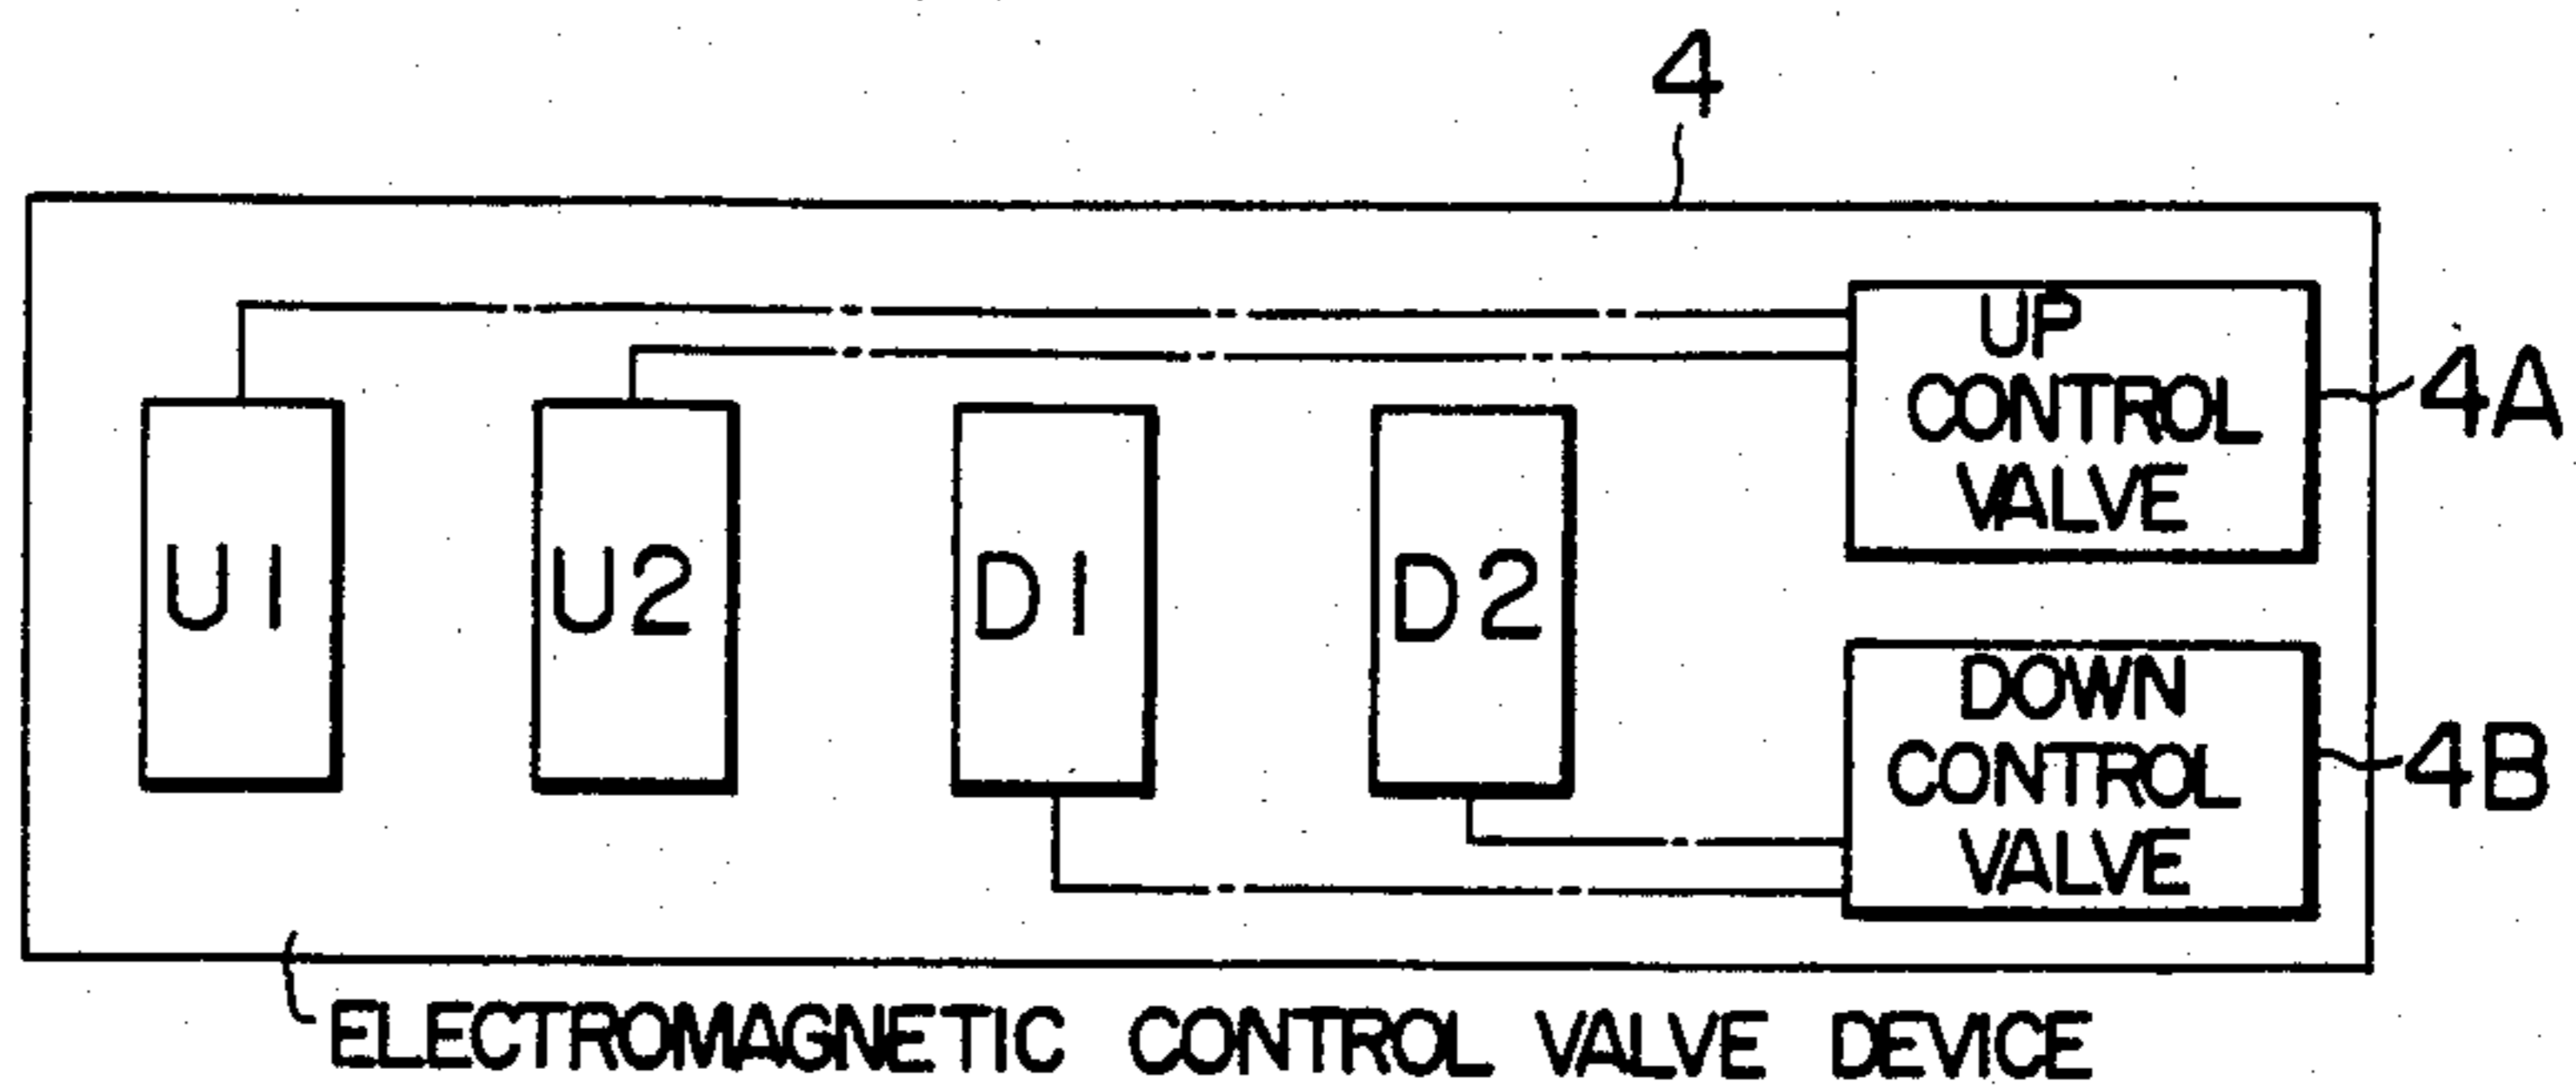 4
UP
CONTROL
VALVE
4A
U1
U2
D1
D2
DOWN
CONTROL
VALVE
4B
ELECTROMAGNETIC CONTROL VALVE DEVICE